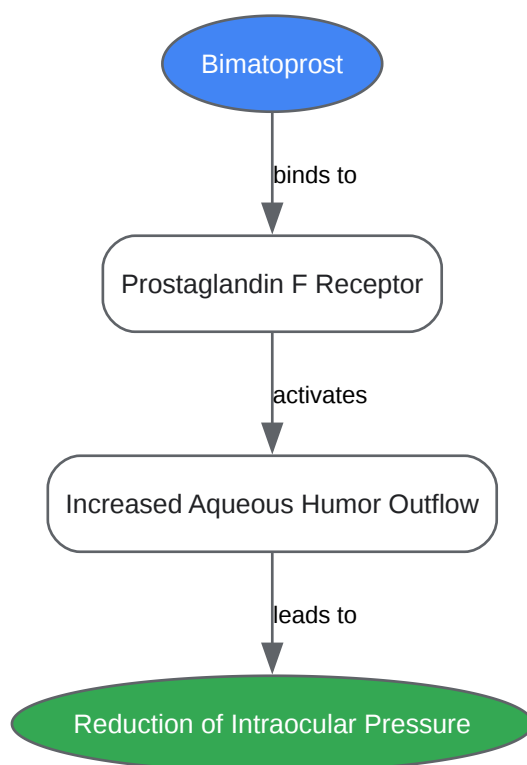 Bimatoprost
binds to
Prostaglandin F Receptor
activates
Increased Aqueous Humor Outflow
leads to
Reduction of Intraocular Pressure